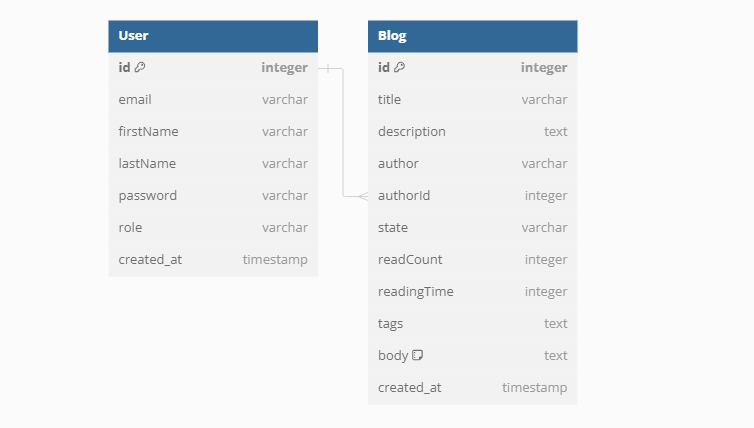 User
id integer
email varchar
firstName varchar
lastName varchar
password varchar
role varchar
created_at timestamp
Blog
id integer
title varchar
description text
author varchar
authorId integer
state varchar
readCount integer
readingTime integer
tags text
body text
created_at timestamp